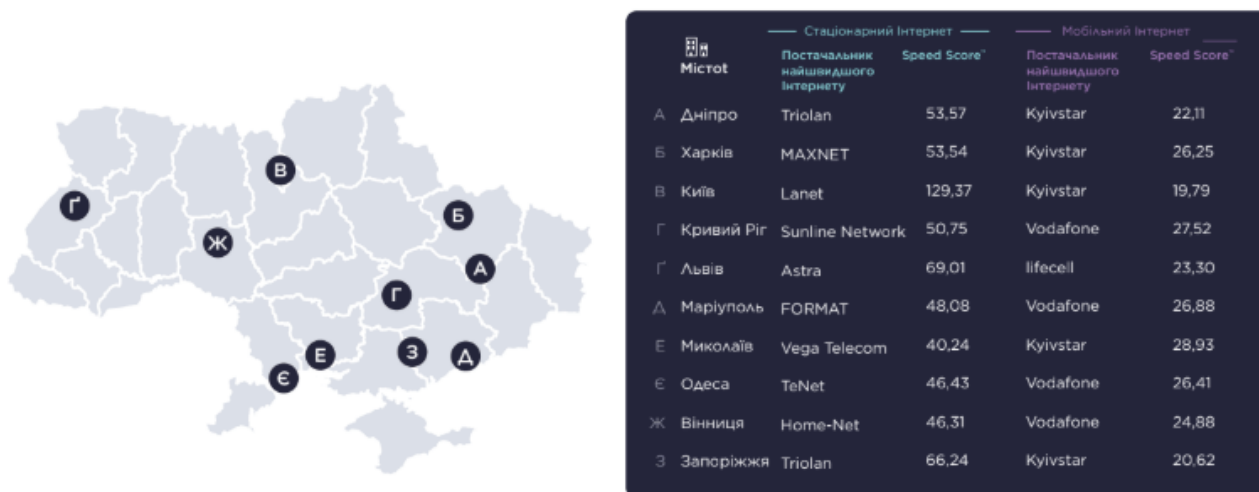 В
Ґ
Б
Ж
А
Г
З
Е
Д
Є
Стаціонарний Інтернет
Мобільний Інтернет
Містоt
Постачальник найшвидшого Інтернету
Speed Score™
Постачальник найшвидшого Інтернету
Speed Score™
А Дніпро Triolan 53,57 Kyivstar 22,11
Б Харків MAXNET 53,54 Kyivstar 26,25
В Київ Lanet 129,37 Kyivstar 19,79
Г Кривий Ріг Sunline Network 50,75 Vodafone 27,52
Ґ Львів Astra 69,01 lifecell 23,30
Д Маріуполь FORMAT 48,08 Vodafone 26,88
Е Миколаїв Vega Telecom 40,24 Kyivstar 28,93
Є Одеса TeNet 46,43 Vodafone 26,41
Ж Вінниця Home-Net 46,31 Vodafone 24,88
З Запоріжжя Triolan 66,24 Kyivstar 20,62